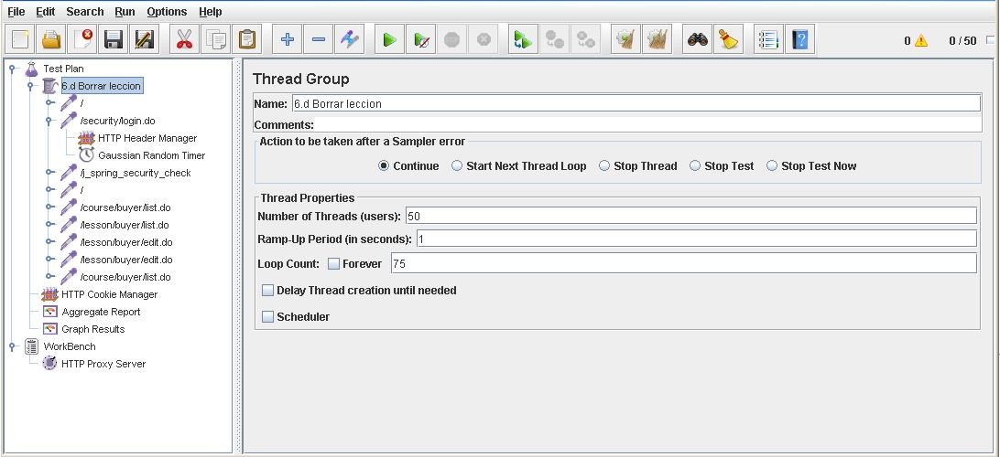 File Edit Search Run Options Help
STOP
0 0 / 50
Test Plan
6.d Borrar leccion
/
/security/login.do
HTTP Header Manager
Gaussian Random Timer
/j_spring_security_check
/
/course/buyer/list.do
/lesson/buyer/list.do
/lesson/buyer/edit.do
/lesson/buyer/edit.do
/course/buyer/list.do
HTTP Cookie Manager
Aggregate Report
Graph Results
WorkBench
HTTP Proxy Server
Thread Group
Name: 6.d Borrar leccion
Comments:
Action to be taken after a Sampler error
Continue Start Next Thread Loop Stop Thread Stop Test Stop Test Now
Thread Properties
Number of Threads (users): 50
Ramp-Up Period (in seconds): 1
Loop Count: Forever 75
Delay Thread creation until needed
Scheduler